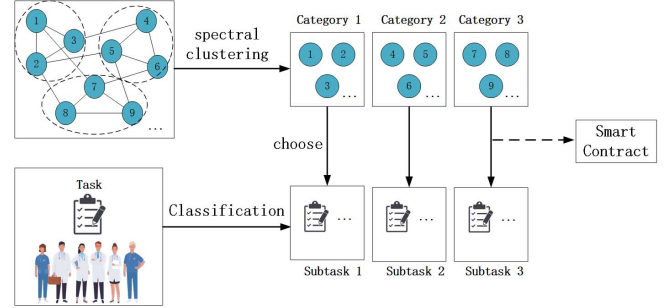 Category 1 Category 2 Category 3
1 4
3 5
2 6
7
8 9
...
spectral
clustering
1 2
3 ...
4 5
6 ...
7 8
9 ...
choose
Smart
Contract
Task
Classification
... ... ...
Subtask 1 Subtask 2 Subtask 3